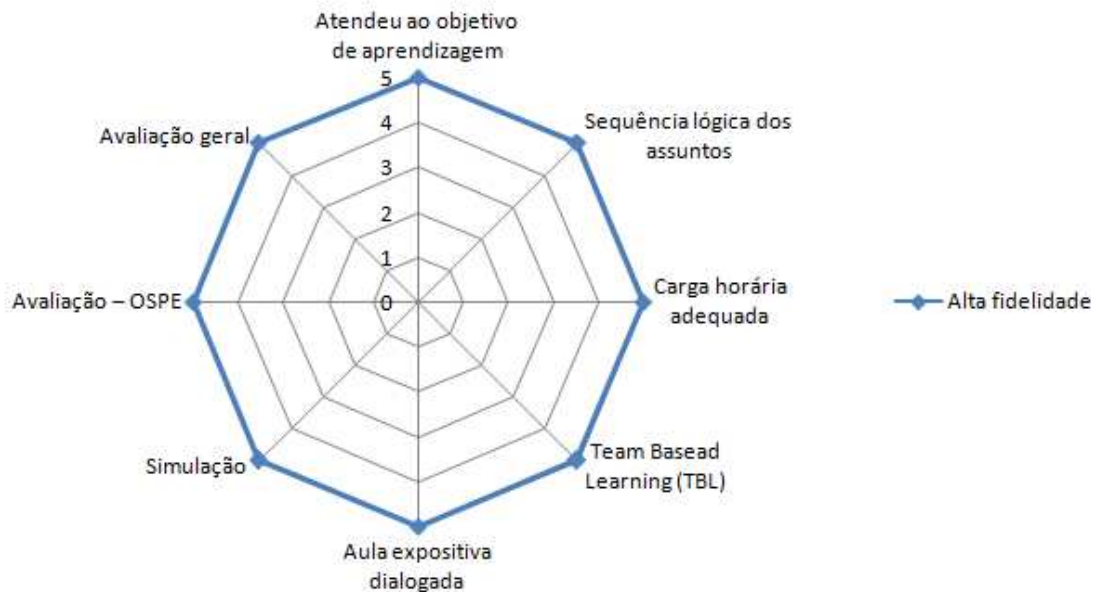 Atendeu ao objetivo
de aprendizagem
5
4
3
2
1
0
Sequência lógica dos
assuntos
Carga horária
adequada
Team Basead
Learning (TBL)
Aula expositiva
dialogada
Simulação
Avaliação – OSPE
Avaliação geral
Alta fidelidade